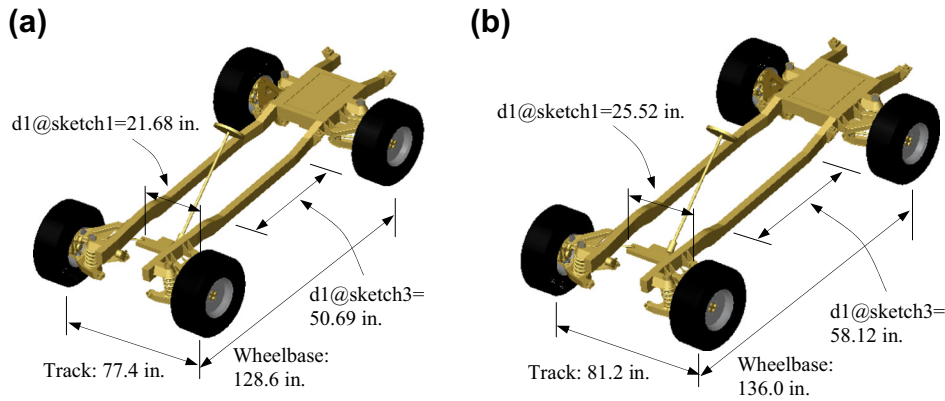 (a)
d1@sketch1=21.68 in.
d1@sketch3=
50.69 in.
Track: 77.4 in.
Wheelbase:
128.6 in.
(b)
d1@sketch1=25.52 in.
d1@sketch3=
58.12 in.
Track: 81.2 in.
Wheelbase:
136.0 in.